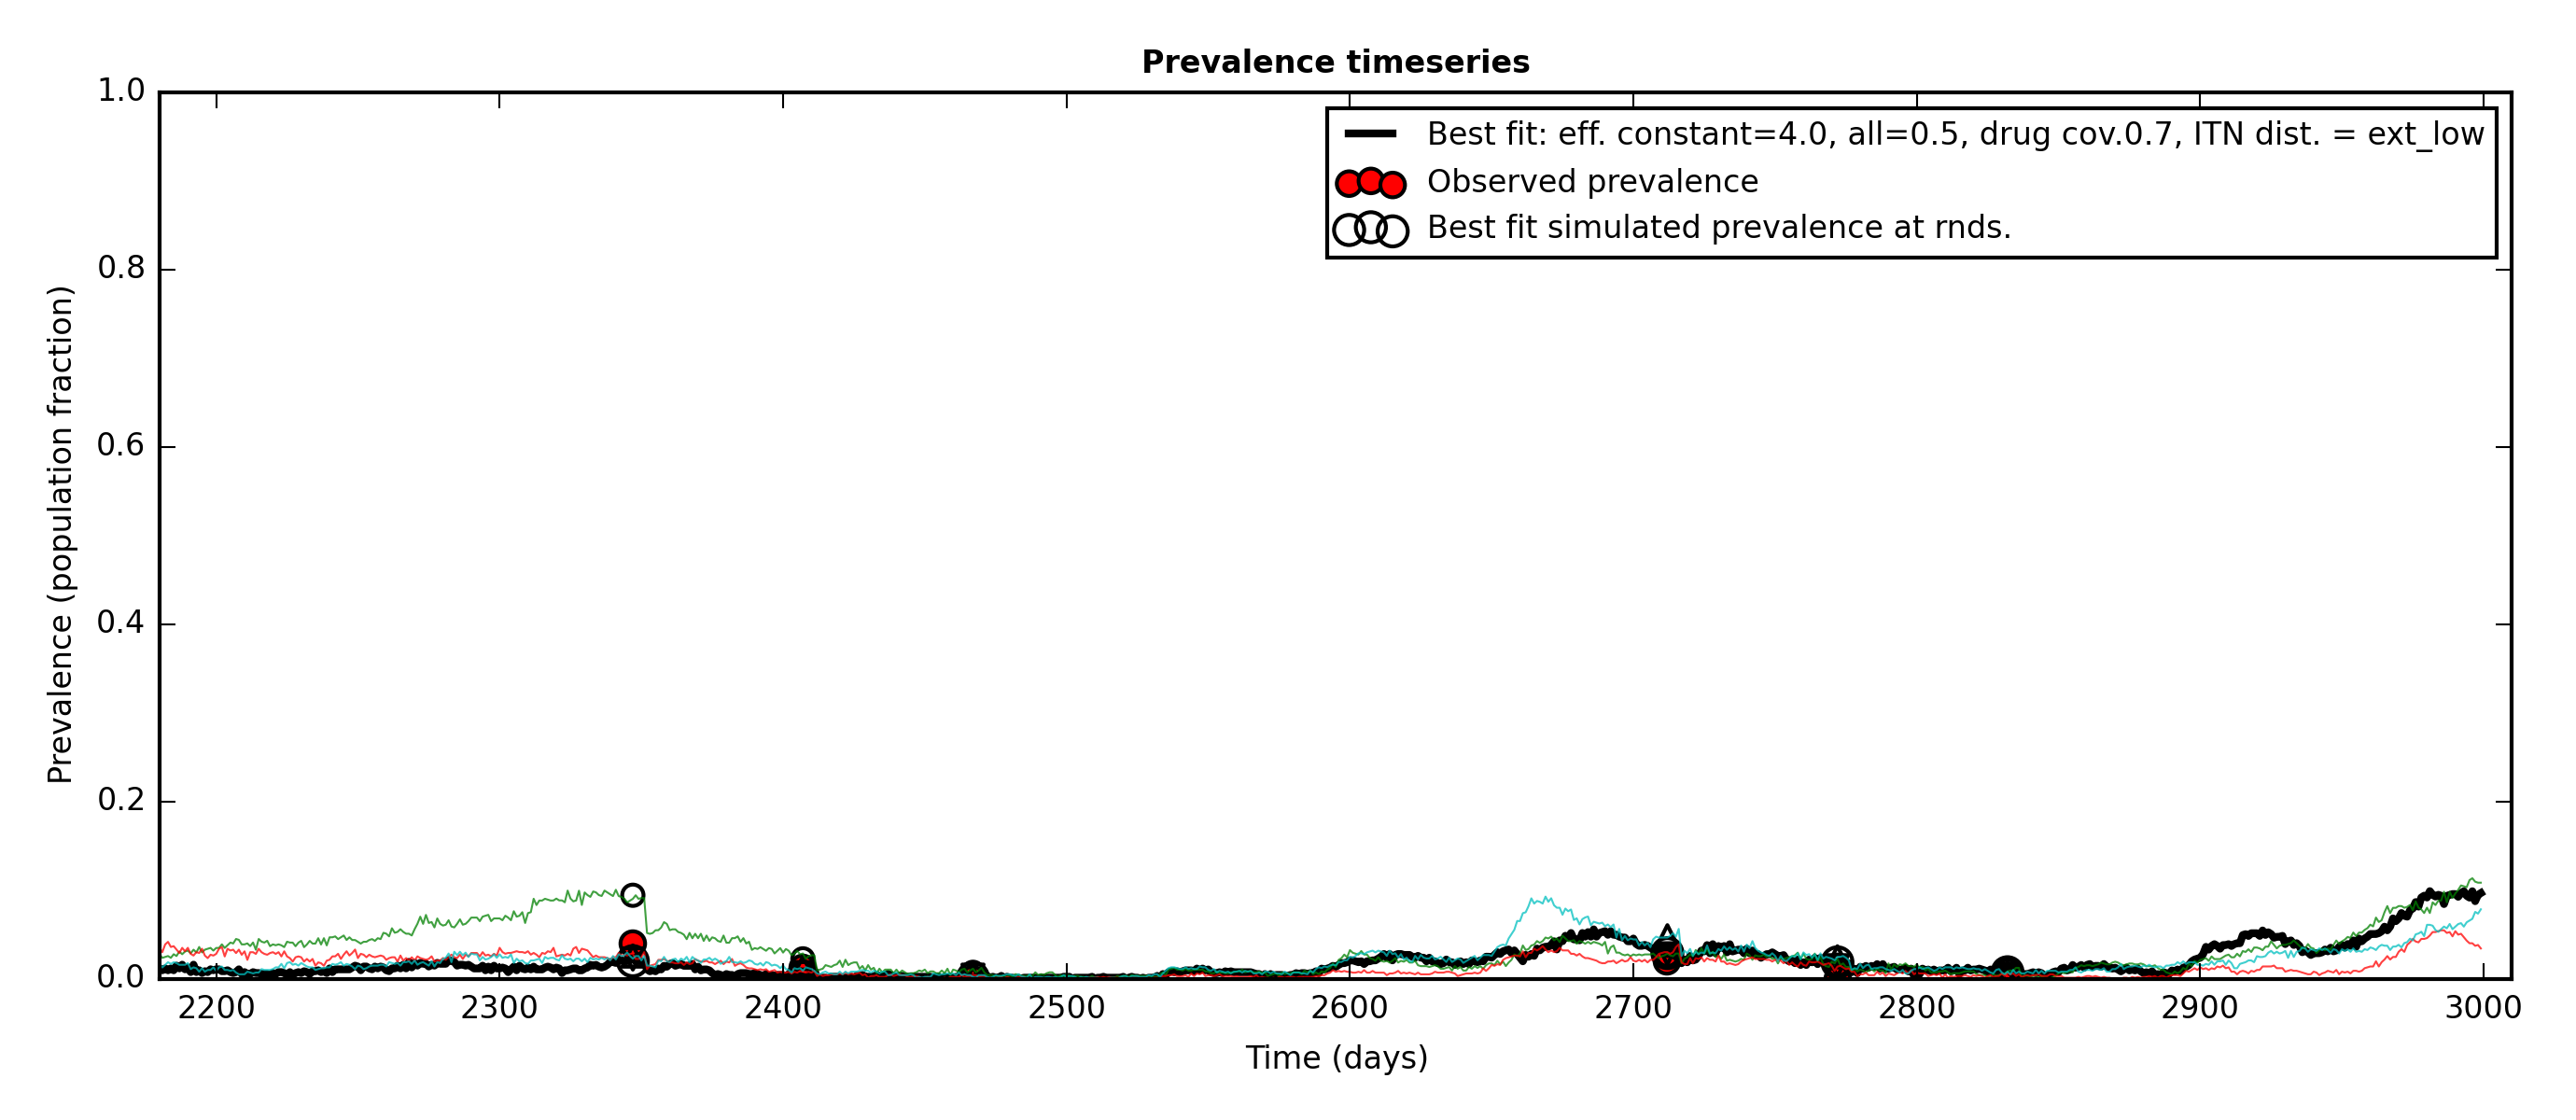 Prevalence timeseries
1.0
0.8
0.6
0.4
0.2
0.0
Prevalence (population fraction)
Best fit: eff. constant=4.0, all=0.5, drug cov.0.7, ITN dist. = ext_low
Observed prevalence
Best fit simulated prevalence at rnds.
2200 2300 2400 2500 2600 2700 2800 2900 3000
Time (days)